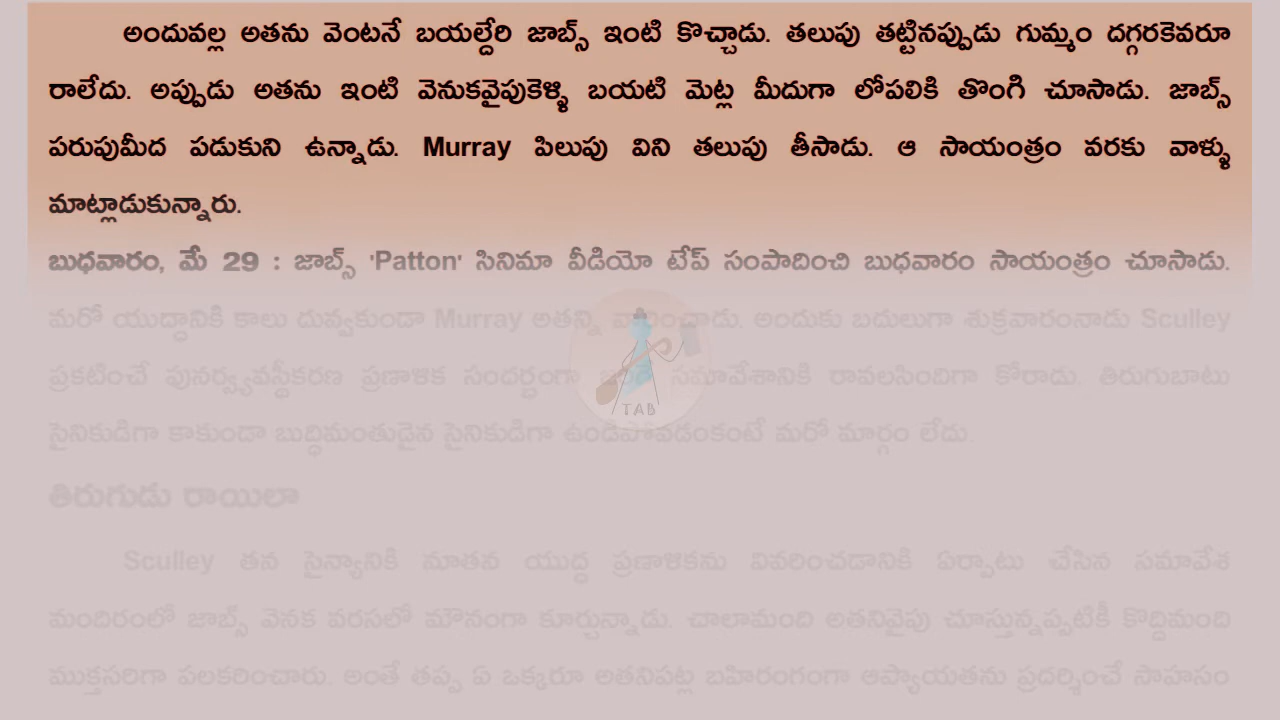 అందువల్ల అతను వెంటనే బయల్దేరి జాబ్స్ ఇంటి కొచ్చాడు. తలుపు తట్టినప్పుడు గుమ్మం దగ్గరకెవరూ
రాలేదు. అప్పుడు అతను ఇంటి వెనుకవైపుకెళ్ళి బయటి మెట్ల మీదుగా లోపలికి తొంగి చూసాడు. జాబ్స్
పరుపుమీద పడుకుని ఉన్నాడు. Murray పిలుపు విని తలుపు తీసాడు. ఆ సాయంత్రం వరకు వాళ్ళు
మాట్లాడుకున్నారు.
బుధవారం, మే 29 : జాబ్స్ 'Patton' సినిమా వీడియో టేప్ సంపాదించి బుధవారం సాయంత్రం చూసాడు.
మరో యుద్ధానికి కాలు దువ్వకుండా Murray అతన్ని వారించాడు. అందుకు బదులుగా శుక్రవారంనాడు Sculley
ప్రకటించే పునర్వ్యవస్థీకరణ ప్రణాళిక సందర్భంగా జరిగే సమావేశానికి రావలసిందిగా కోరాడు. తిరుగుబాటు
సైనికుడిగా కాకుండా బుద్ధిమంతుడైన సైనికుడిగా ఉండిపోవడంకంటే మరో మార్గం లేదు.
TAB
తిరుగుడు రాయిలా
Sculley తన సైన్యానికి నూతన యుద్ధ ప్రణాళికను వివరించడానికి ఏర్పాటు చేసిన సమావేశ
మందిరంలో జాబ్స్ వెనక వరసలో మౌనంగా కూర్చున్నాడు. చాలామంది అతనివైపు చూస్తున్నప్పటికీ కొద్దిమంది
ముక్తసరిగా పలకరించారు. అంతే తప్ప ఏ ఒక్కరూ అతనిపట్ల బహిరంగంగా ఆప్యాయతను ప్రదర్శించే సాహసం